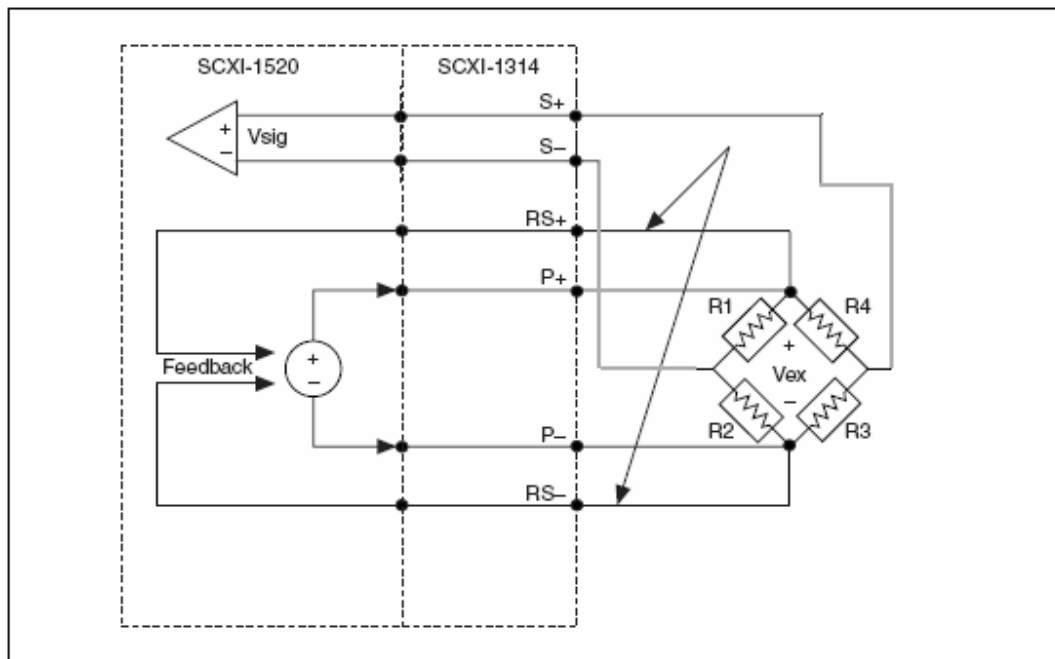 SCXI-1520
SCXI-1314
S+
+
Vsig
–
S–
RS+
P+
R1
R4
+
Feedback
+
Vex
–
–
R2
R3
P–
RS–